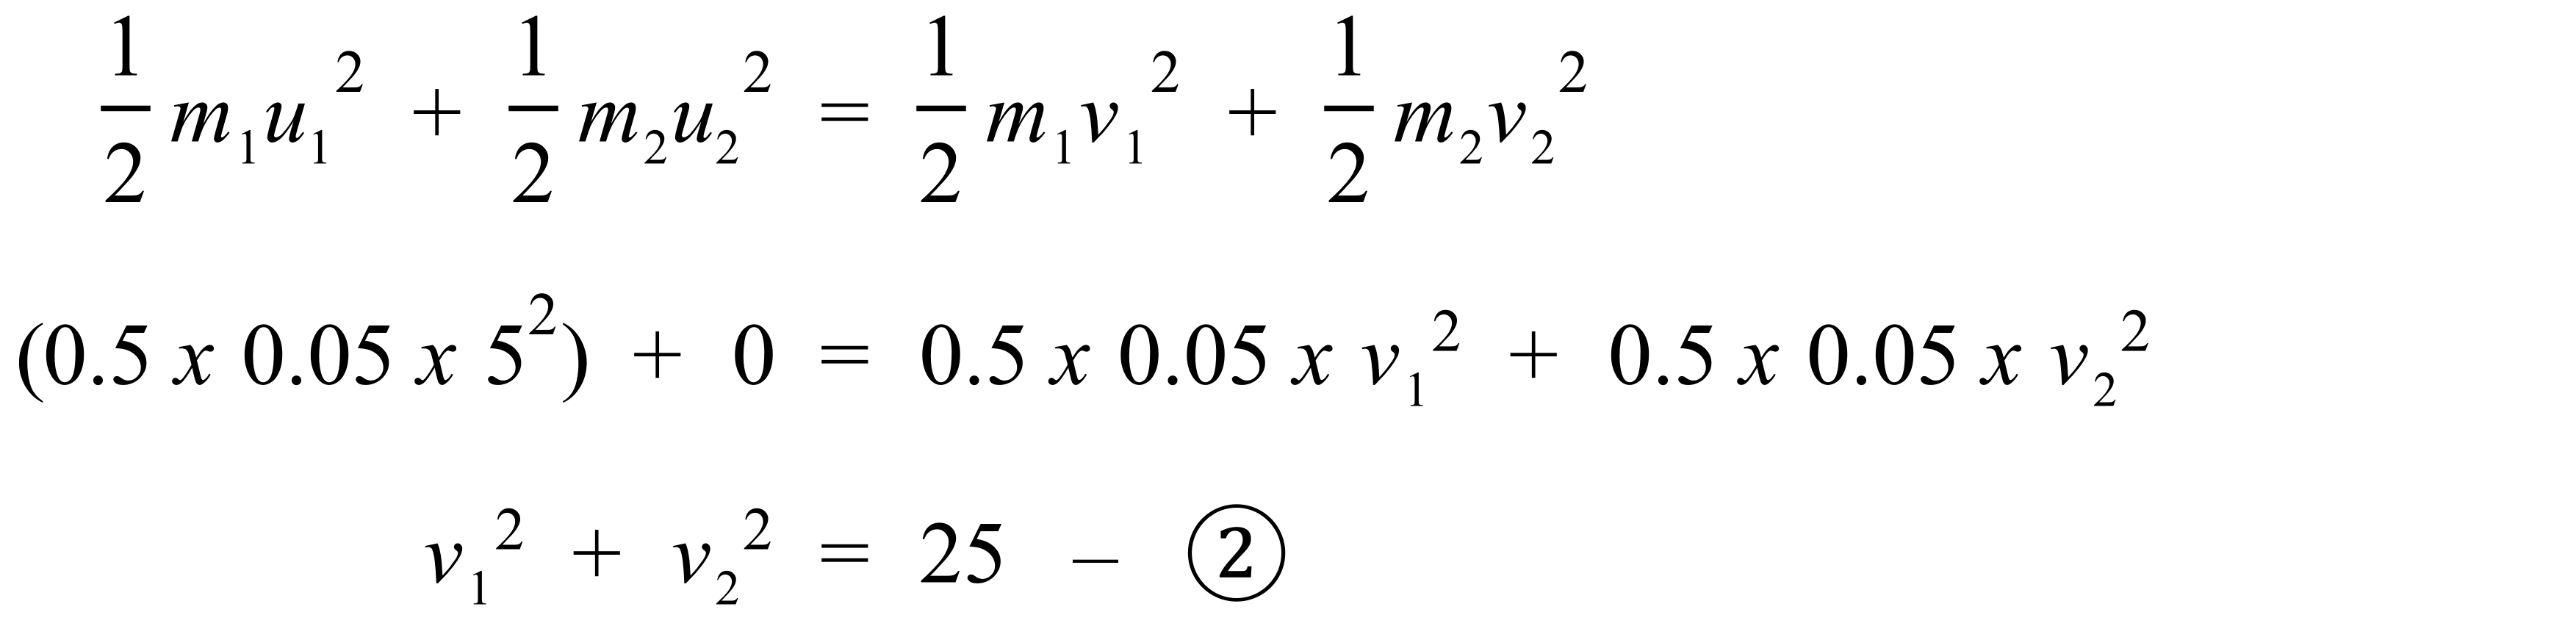 ½ m₁u₁² + ½ m₂u₂² = ½ m₁v₁² + ½ m₂v₂²
(0.5 x 0.05 x 5²) + 0 = 0.5 x 0.05 x v₁² + 0.5 x 0.05 x v₂²
v₁² + v₂² = 25 – ②